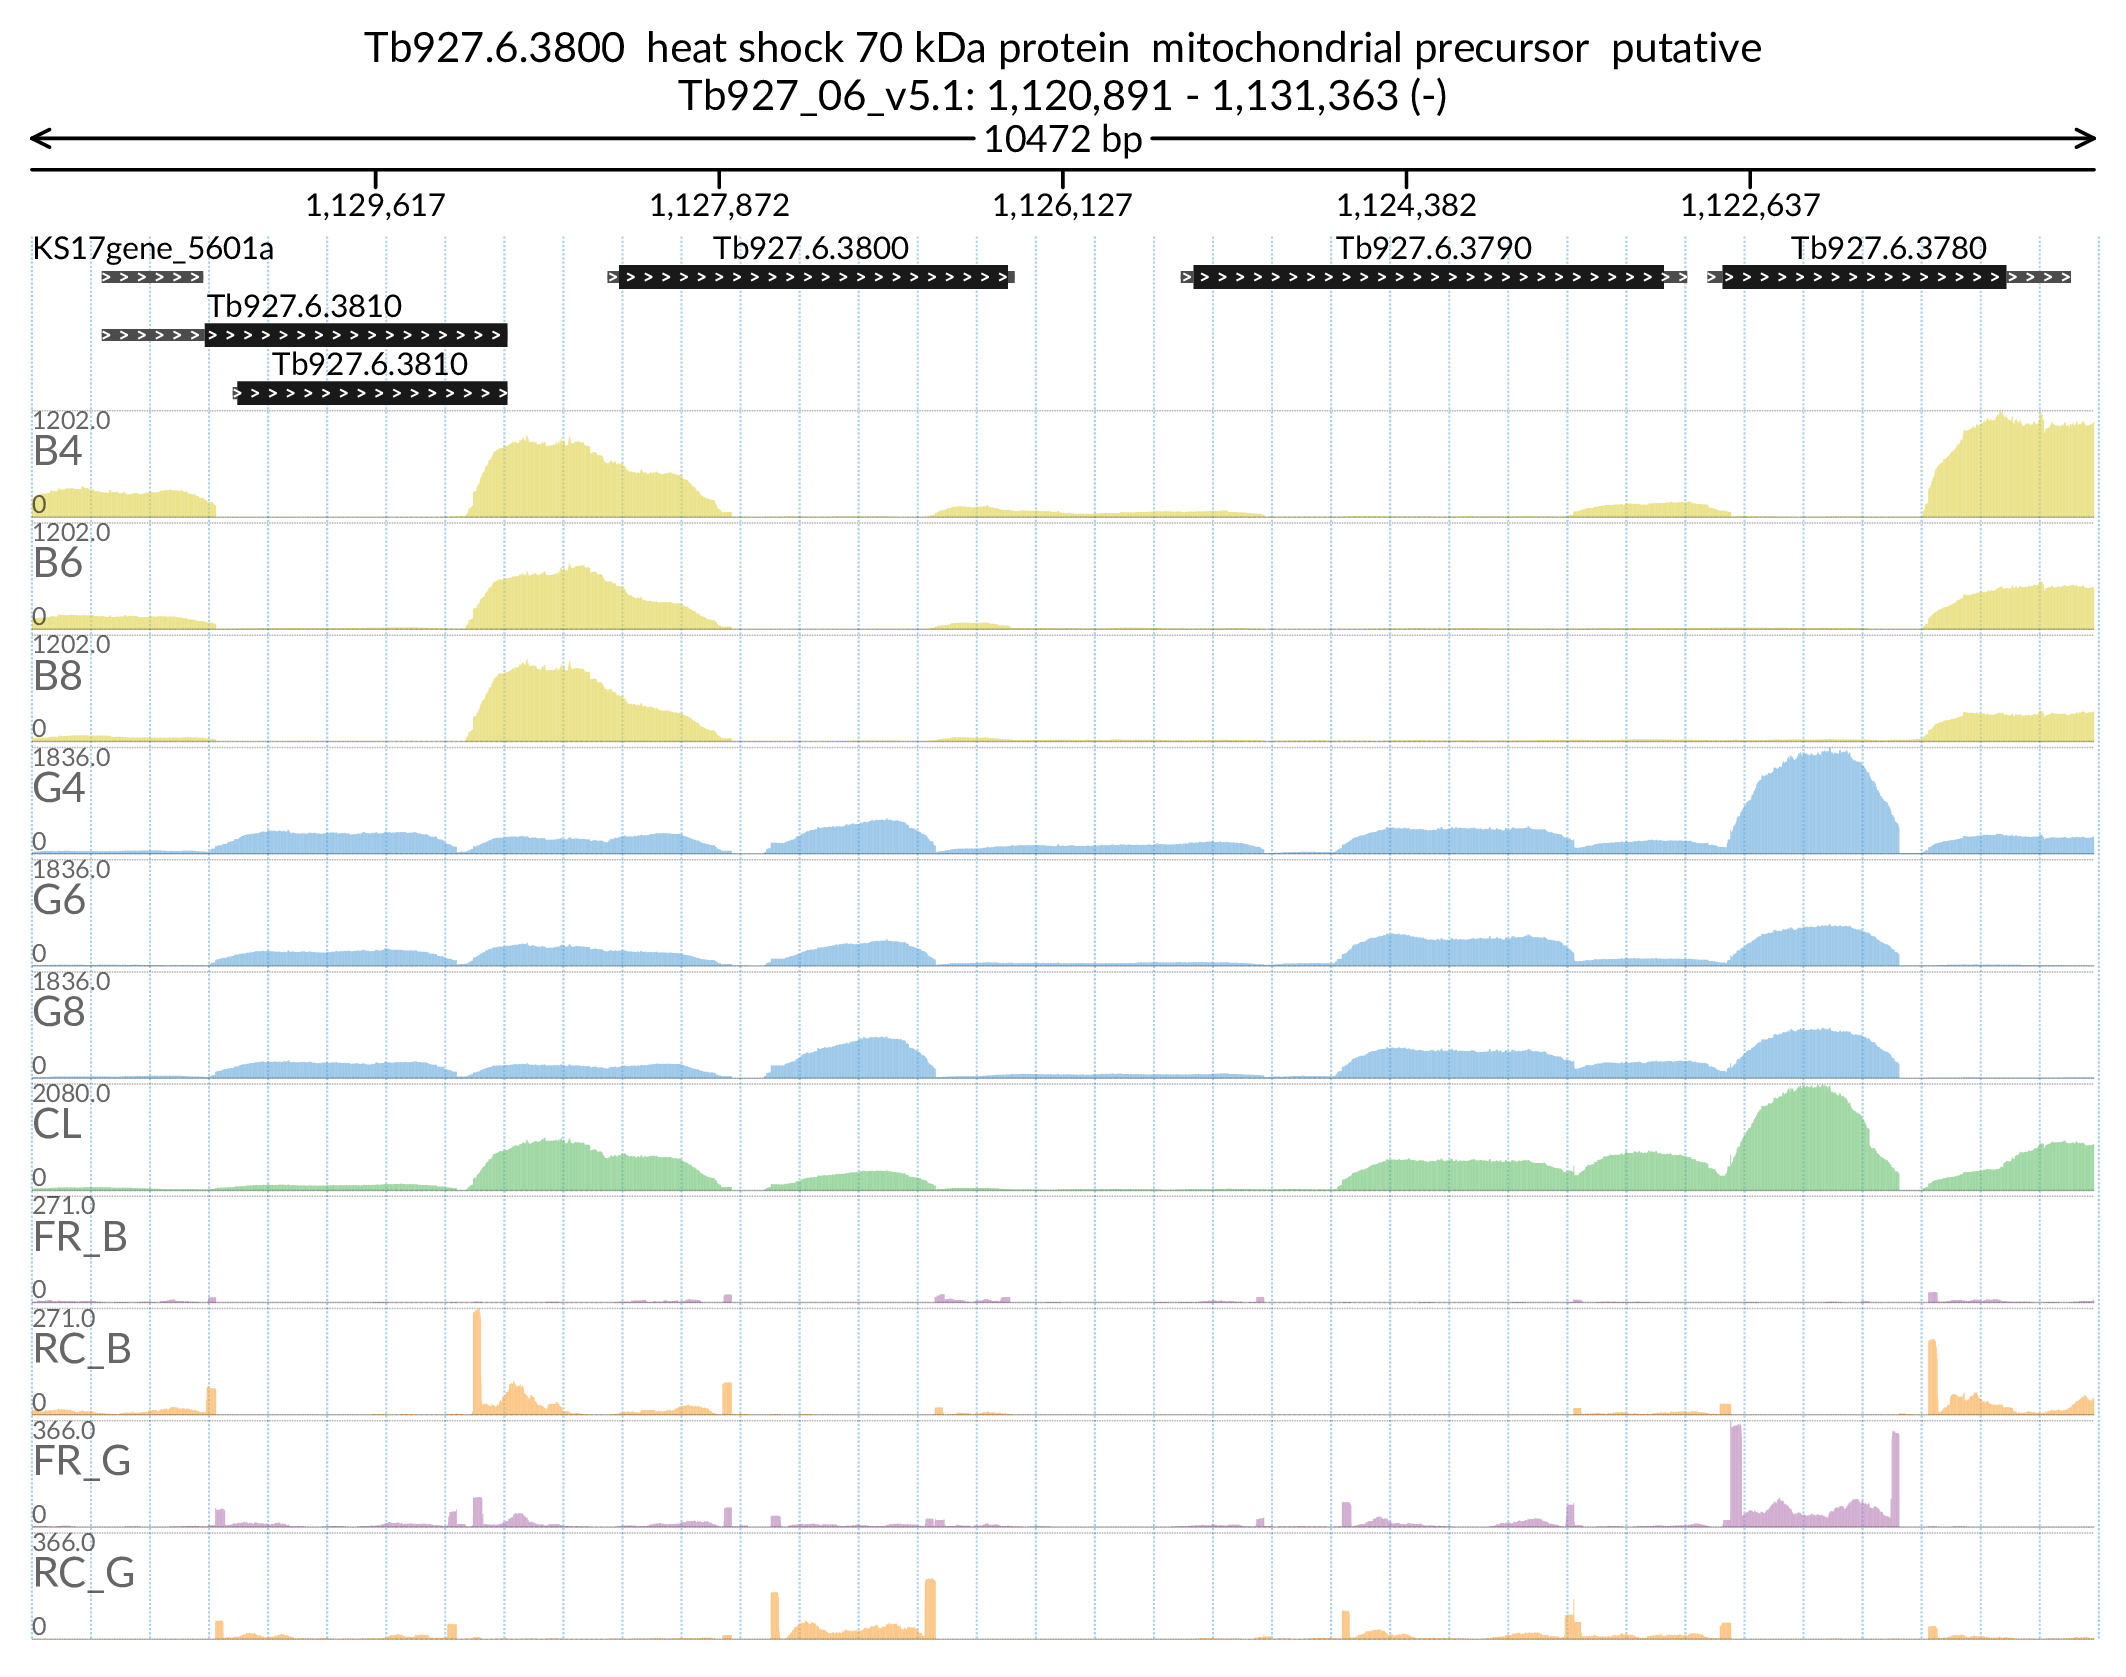 Tb927.6.3800  heat shock 70 kDa protein  mitochondrial precursor  putative
Tb927_06_v5.1: 1,120,891 - 1,131,363 (-)
10472 bp
1,129,617 1,127,872 1,126,127 1,124,382 1,122,637
KS17gene_5601a Tb927.6.3800 Tb927.6.3790 Tb927.6.3780
Tb927.6.3810
Tb927.6.3810
1202.0
B4
0
1202.0
B6
0
1202.0
B8
0
1836.0
G4
0
1836.0
G6
0
1836.0
G8
0
2080.0
CL
0
271.0
FR_B
0
271.0
RC_B
0
366.0
FR_G
0
366.0
RC_G
0